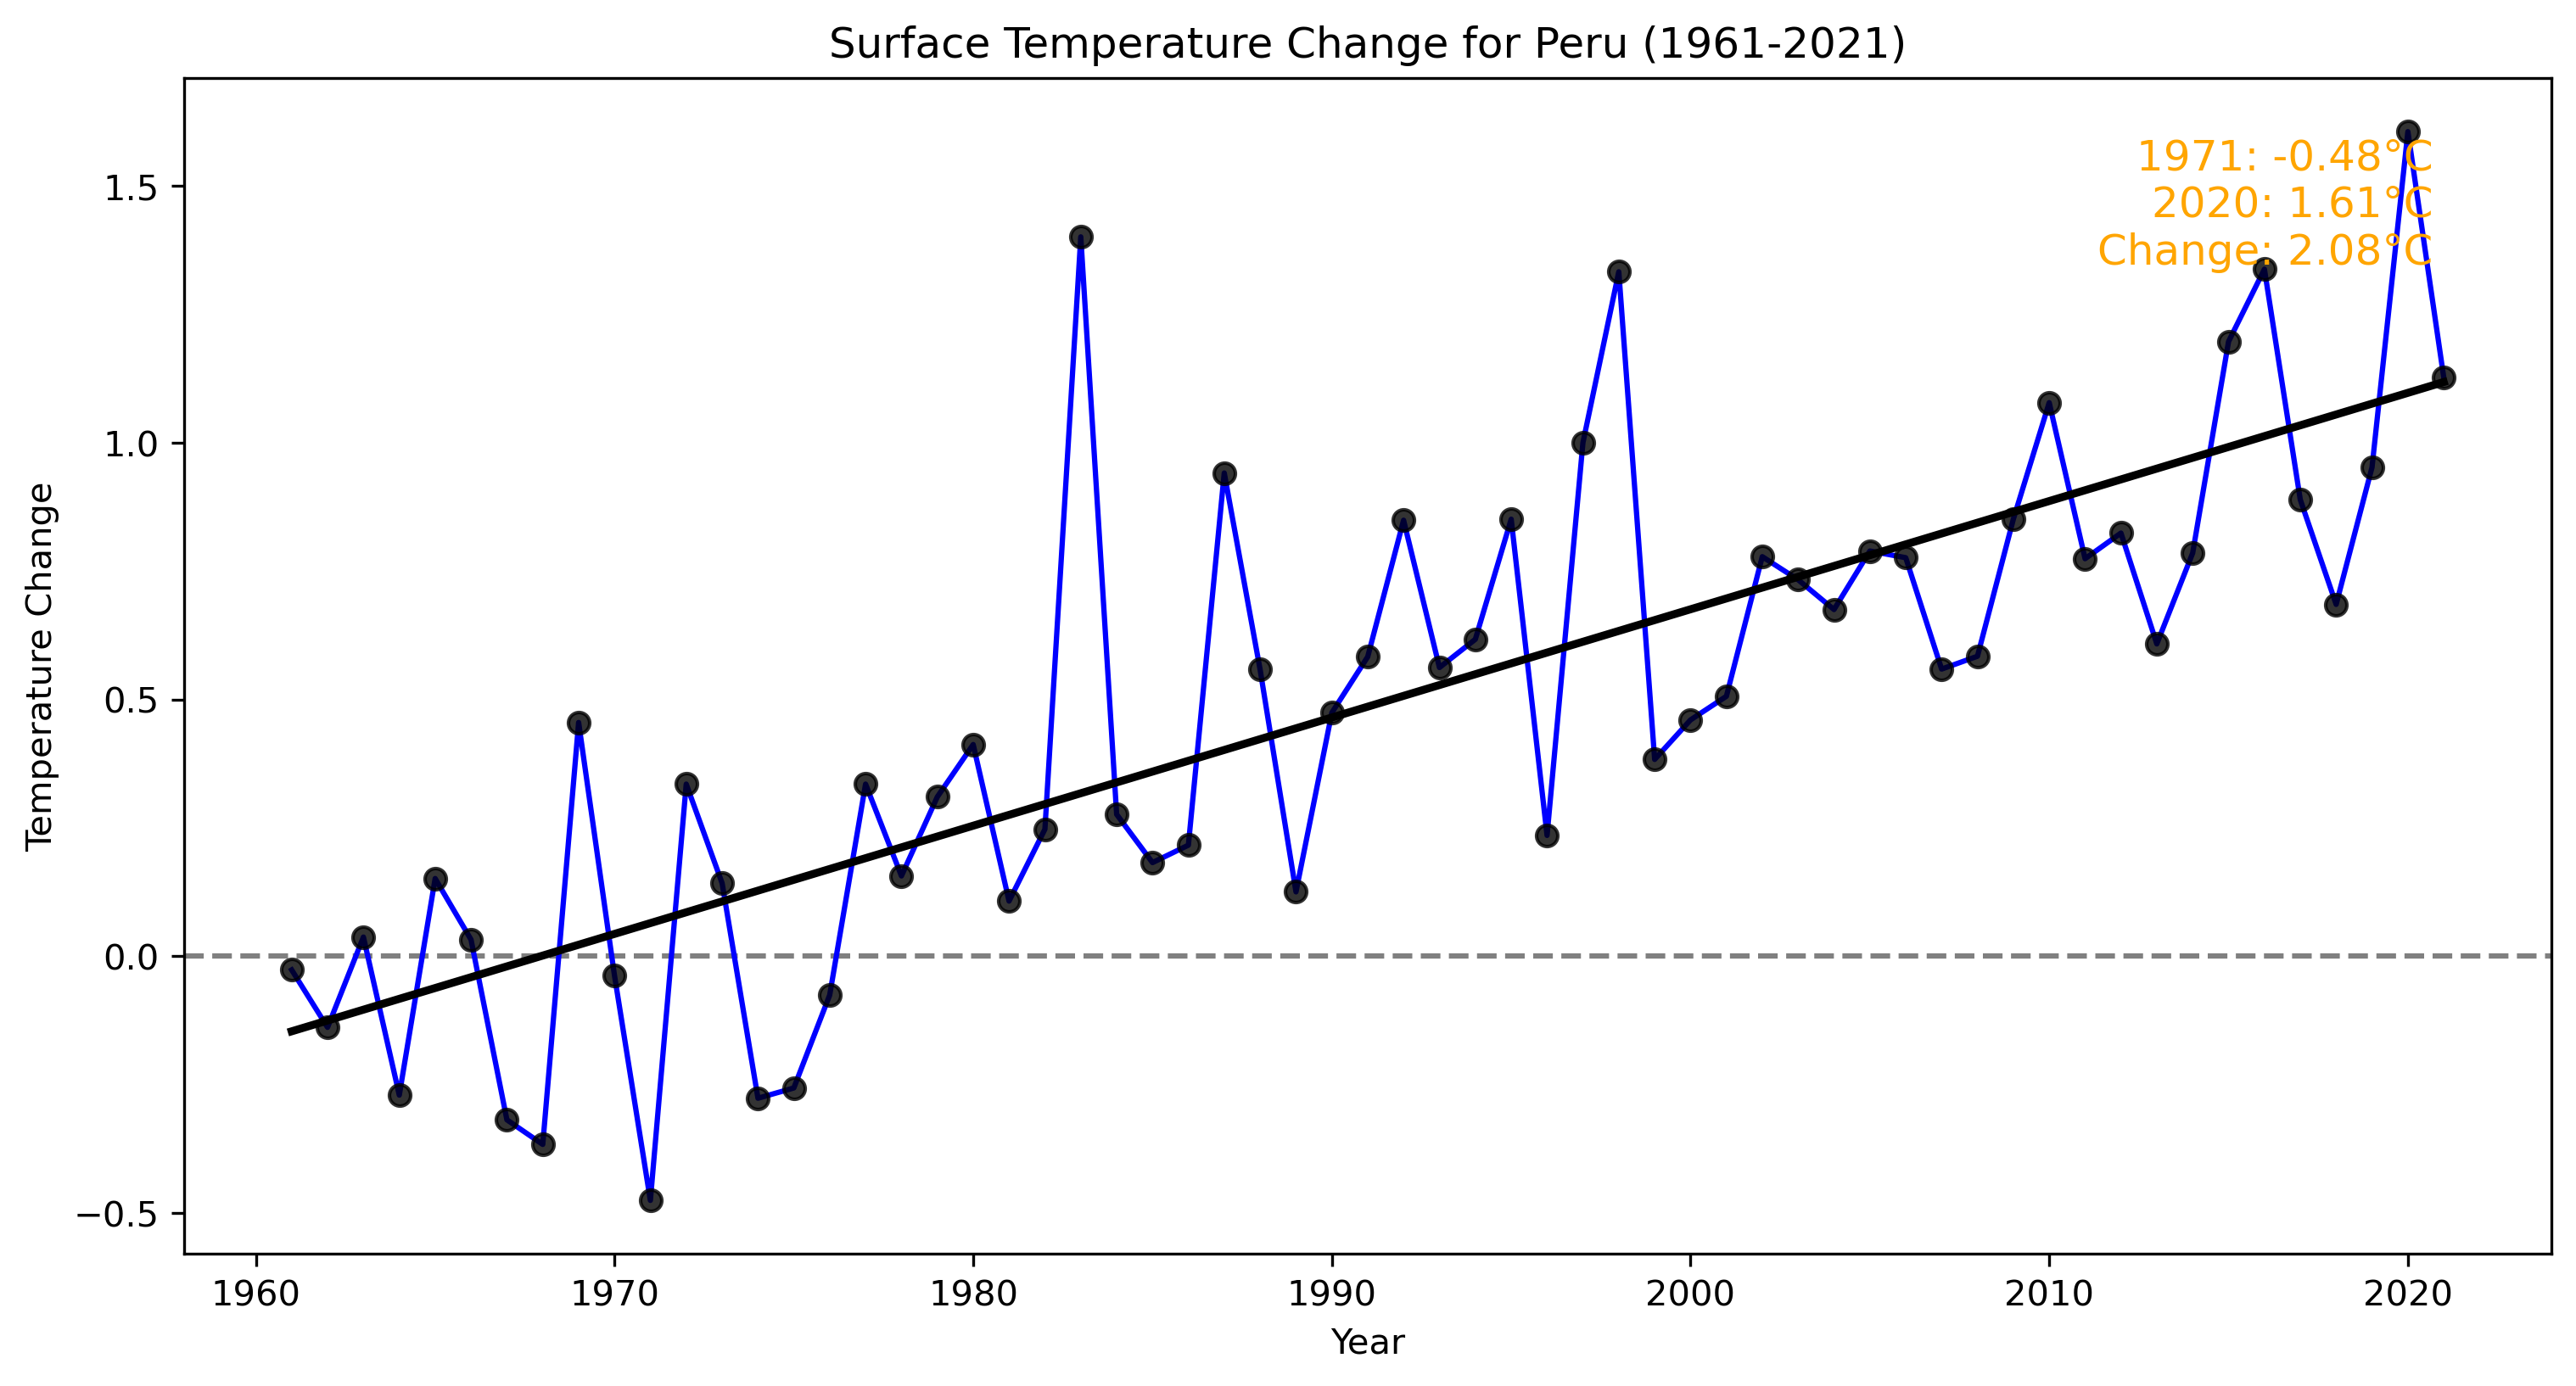 Surface Temperature Change for Peru (1961-2021)
1971: -0.48°C
2020: 1.61°C
Change: 2.08°C
Temperature Change
1.5
1.0
0.5
0.0
−0.5
1960 1970 1980 1990 2000 2010 2020
Year